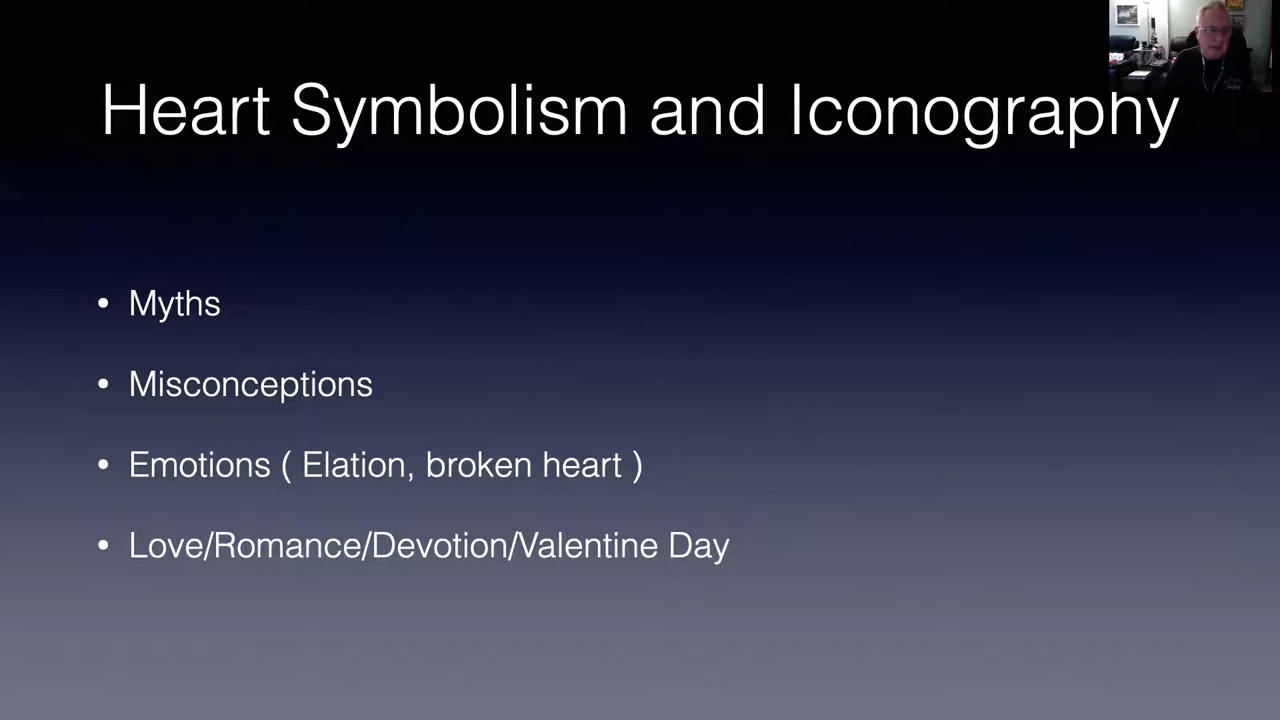 Heart Symbolism and Iconography
• Myths
• Misconceptions
• Emotions ( Elation, broken heart )
• Love/Romance/Devotion/Valentine Day